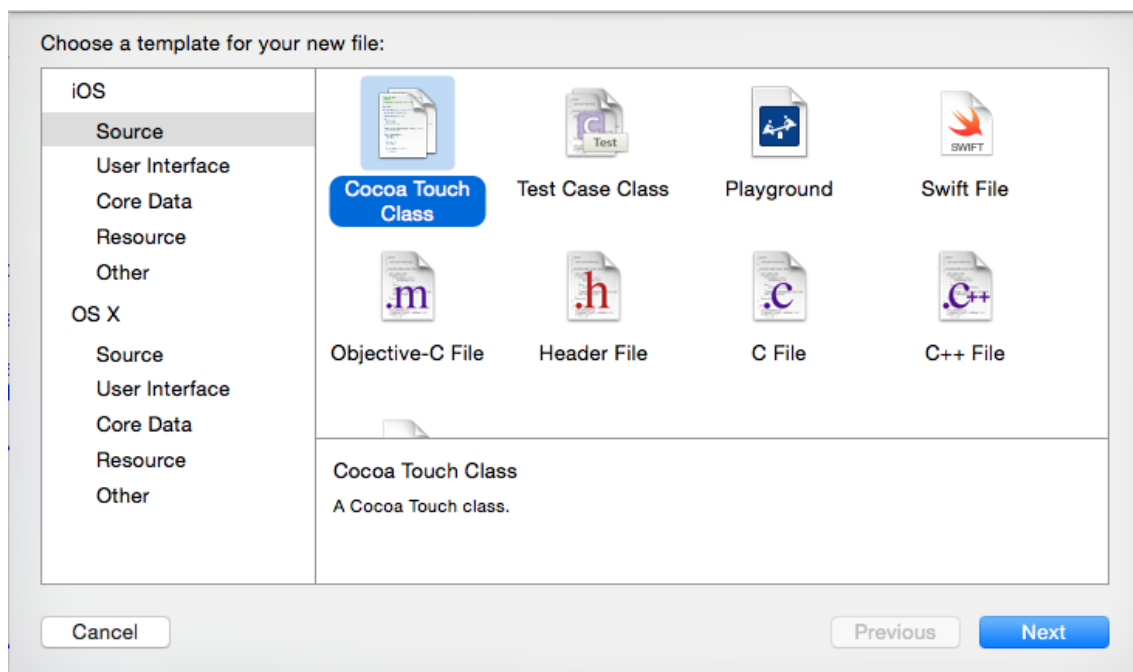 Choose a template for your new file:
iOS
Source
User Interface
Core Data
Resource
Other
OS X
Source
User Interface
Core Data
Resource
Other
Cocoa Touch
Class
C
Test
Test Case Class
Playground
SWIFT
Swift File
.m
Objective-C File
.h
Header File
.c
C File
.C++
C++ File
Cocoa Touch Class
A Cocoa Touch class.
Cancel
Previous
Next